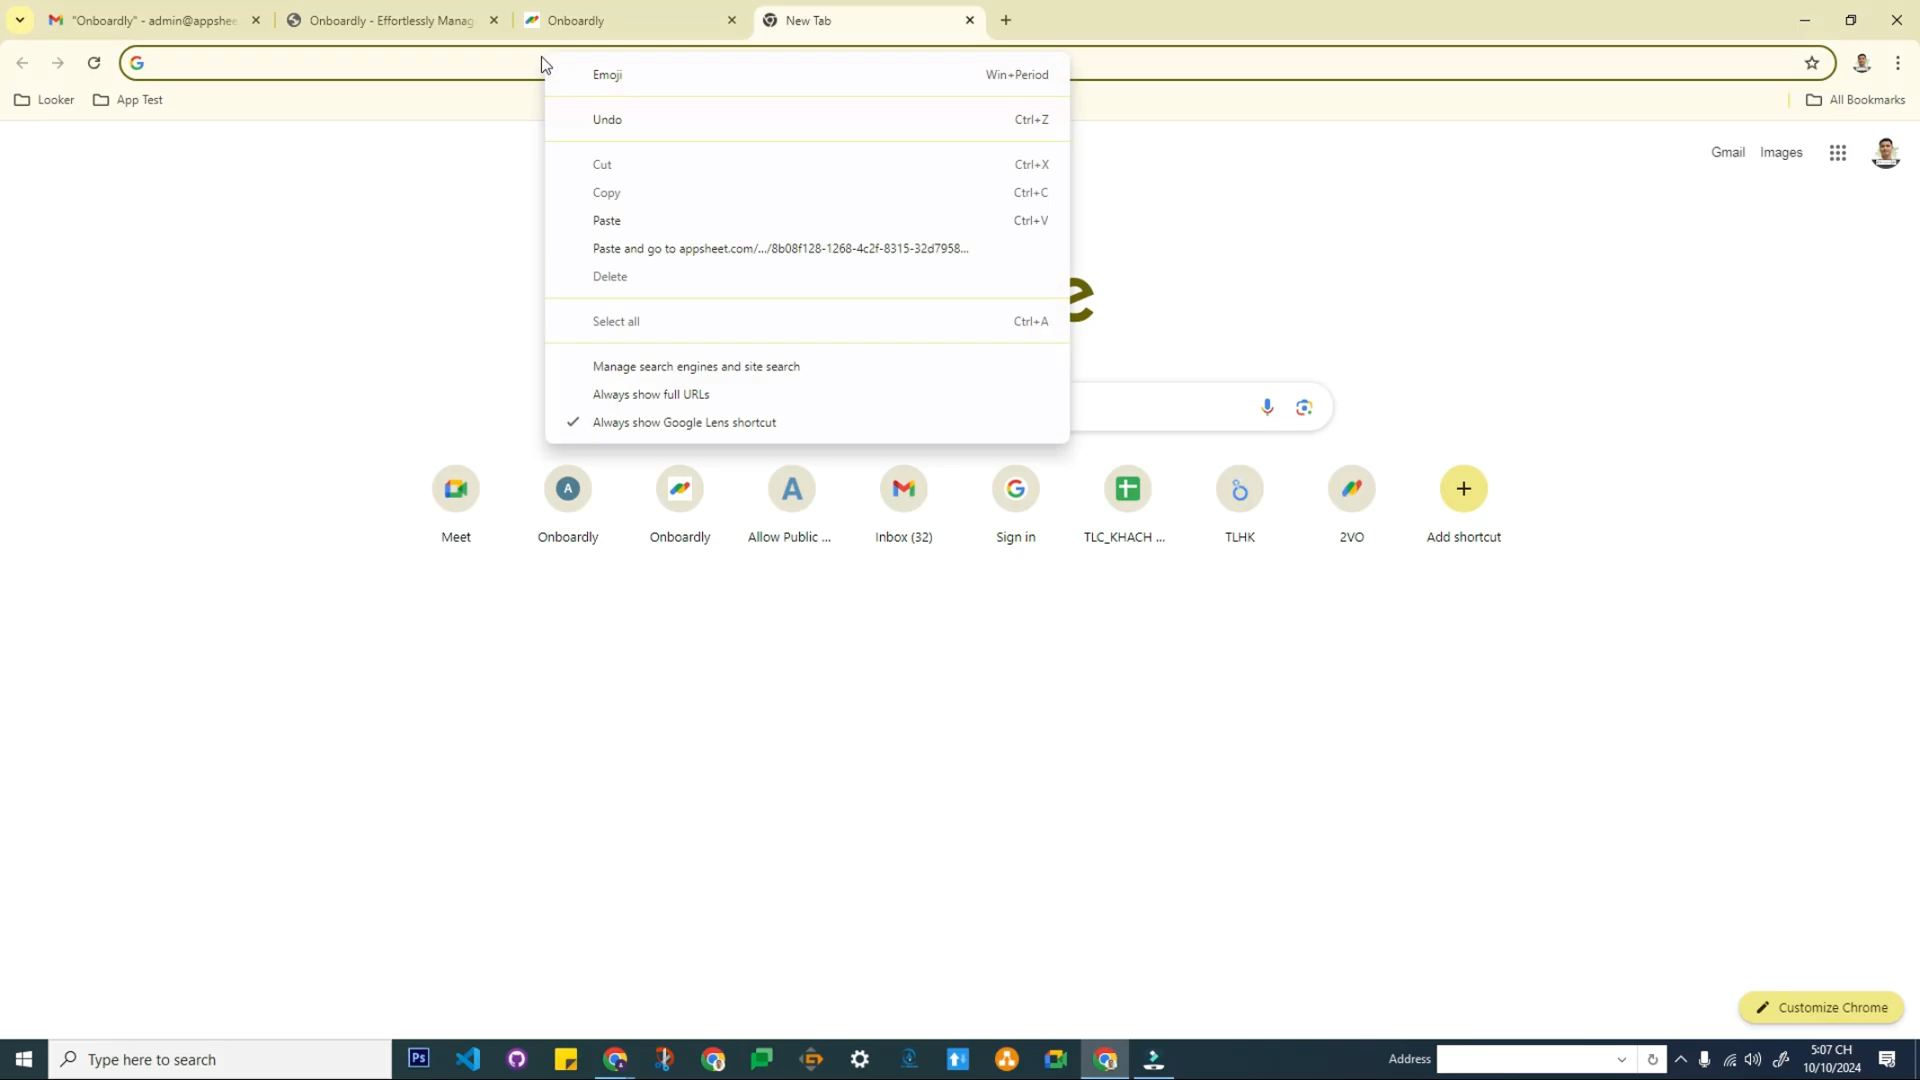 "Onboardly" - admin@appshee
Onboardly - Effortlessly Manag
Onboardly
New Tab
Looker
App Test
All Bookmarks
Emoji Win+Period
Undo Ctrl+Z
Cut Ctrl+X
Copy Ctrl+C
Paste Ctrl+V
Paste and go to appsheet.com/.../8b08f128-1268-4c2f-8315-32d7958...
Delete
Select all Ctrl+A
Manage search engines and site search
Always show full URLs
Always show Google Lens shortcut
Gmail Images
e
A
Meet
Onboardly
Onboardly
Allow Public ...
Inbox (32)
Sign in
TLC_KHACH ...
TLHK
2VO
Add shortcut
Customize Chrome
Type here to search
Ps
Address
5:07 CH
10/10/2024